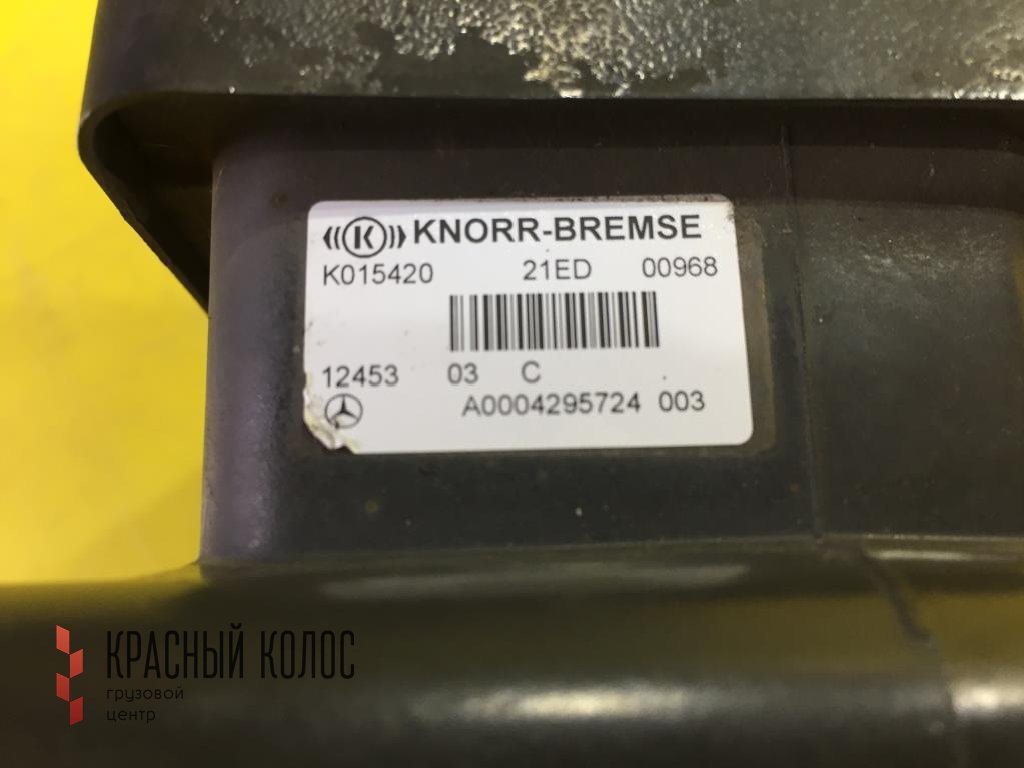 K KNORR-BREMSE
K015420 21ED 00968
12453 03 C
A0004295724 003
КРАСНЫЙ КОЛОС
грузовой
центр